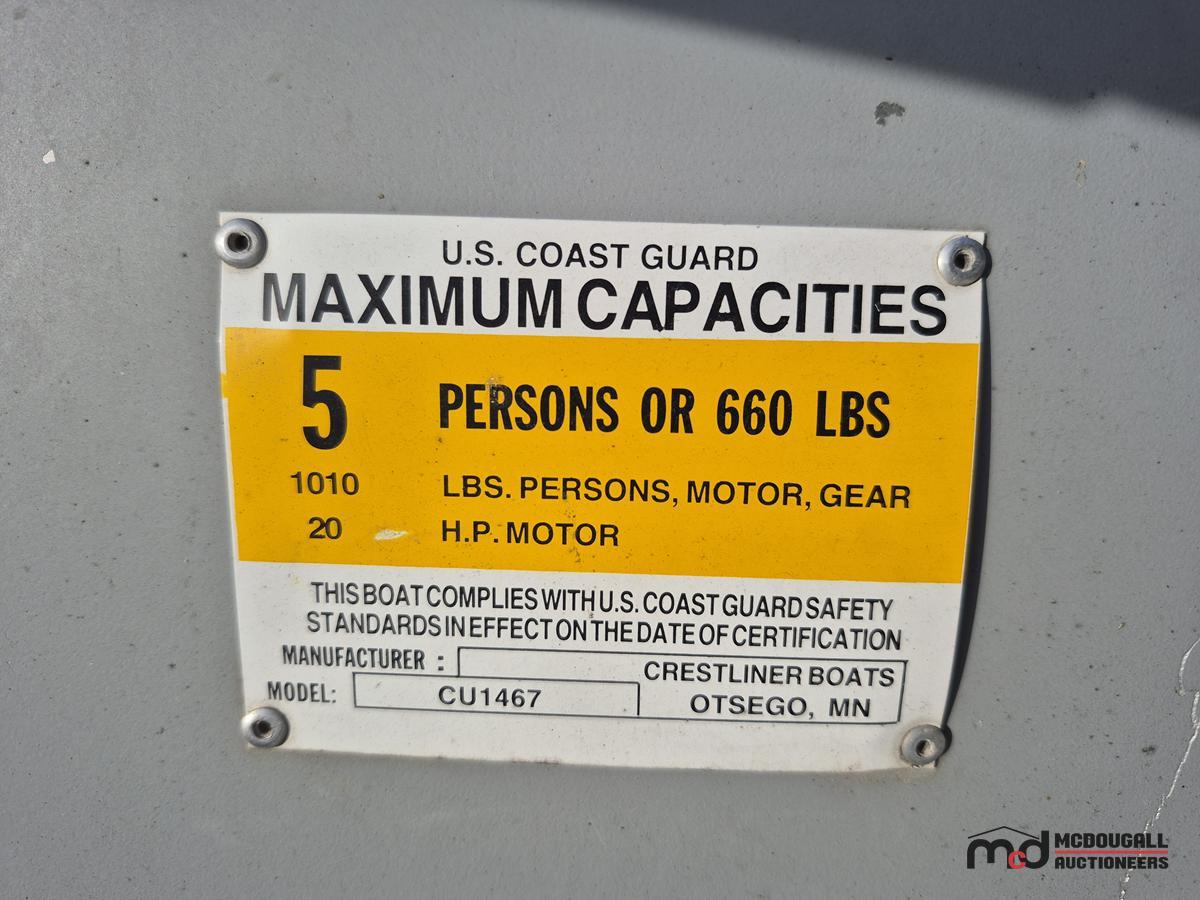 U.S. COAST GUARD
MAXIMUM CAPACITIES
5 PERSONS OR 660 LBS
1010 LBS. PERSONS, MOTOR, GEAR
20 H.P. MOTOR
THIS BOAT COMPLIES WITH U.S. COAST GUARD SAFETY
STANDARDS IN EFFECT ON THE DATE OF CERTIFICATION
MANUFACTURER : CRESTLINER BOATS
MODEL: CU1467 OTSEGO, MN
mcd MCDOUGALL
AUCTIONEERS